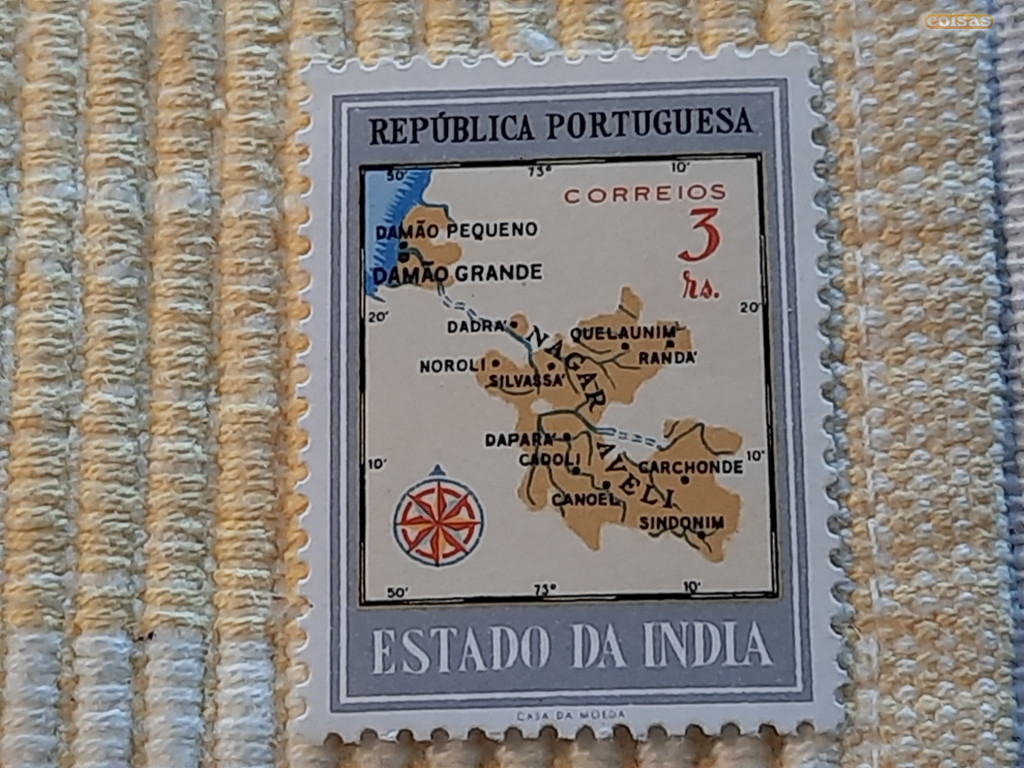 coisas
REPÚBLICA PORTUGUESA
50' 73° 10'
CORREIOS
3
rs.
DAMÃO PEQUENO
DAMÃO GRANDE
20' 20'
DADRÁ
NAGAR AVELI
QUELAUNIM
RANDÁ
NOROLI
SILVASSÁ
DAPARÁ
CADOLI
10' 10'
CARCHONDE
CANOEL
SINDONIM
50' 73° 10'
ESTADO DA INDIA
CASA DA MOEDA